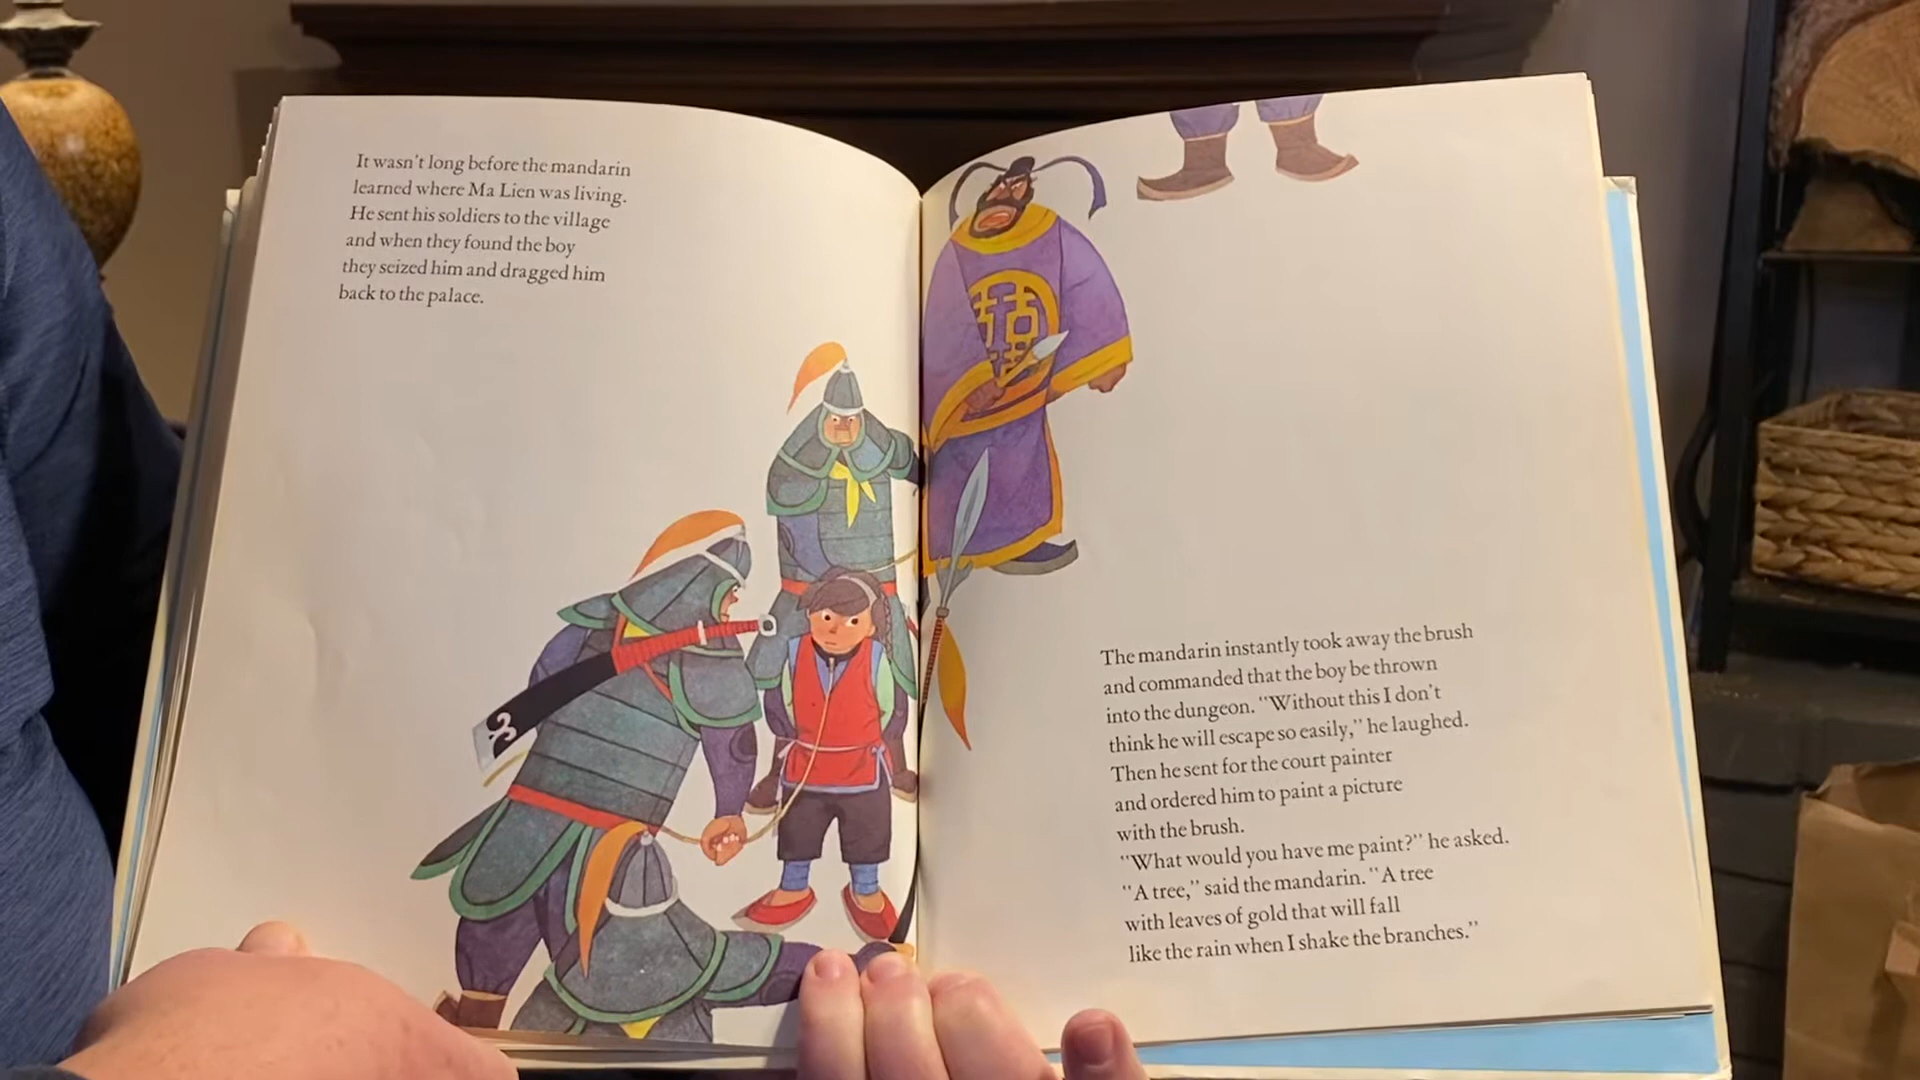 It wasn't long before the mandarin
learned where Ma Lien was living.
He sent his soldiers to the village
and when they found the boy
they seized him and dragged him
back to the palace.
The mandarin instantly took away the brush
and commanded that the boy be thrown
into the dungeon. "Without this I don't
think he will escape so easily," he laughed.
Then he sent for the court painter
and ordered him to paint a picture
with the brush.
"What would you have me paint?" he asked.
"A tree," said the mandarin. "A tree
with leaves of gold that will fall
like the rain when I shake the branches."